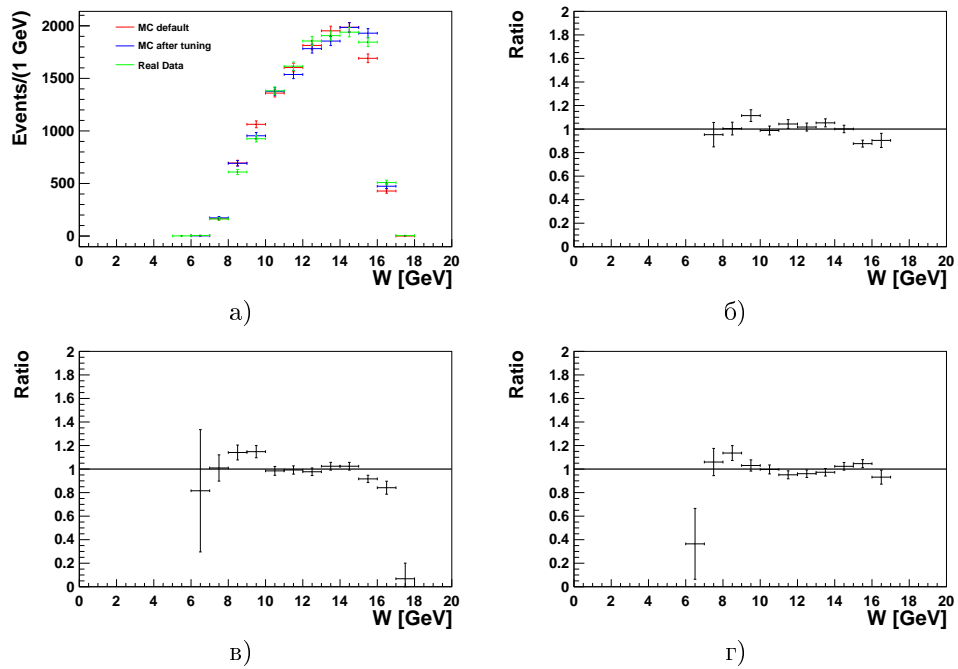 Events/(1 GeV)
2000
1500
1000
500
0
MC default
MC after tuning
Real Data
0 2 4 6 8 10 12 14 16 18 20
W [GeV]
а)
Ratio
2
1.8
1.6
1.4
1.2
1
0.8
0.6
0.4
0.2
0
0 2 4 6 8 10 12 14 16 18 20
W [GeV]
б)
Ratio
2
1.8
1.6
1.4
1.2
1
0.8
0.6
0.4
0.2
0
0 2 4 6 8 10 12 14 16 18 20
W [GeV]
в)
Ratio
2
1.8
1.6
1.4
1.2
1
0.8
0.6
0.4
0.2
0
0 2 4 6 8 10 12 14 16 18 20
W [GeV]
г)